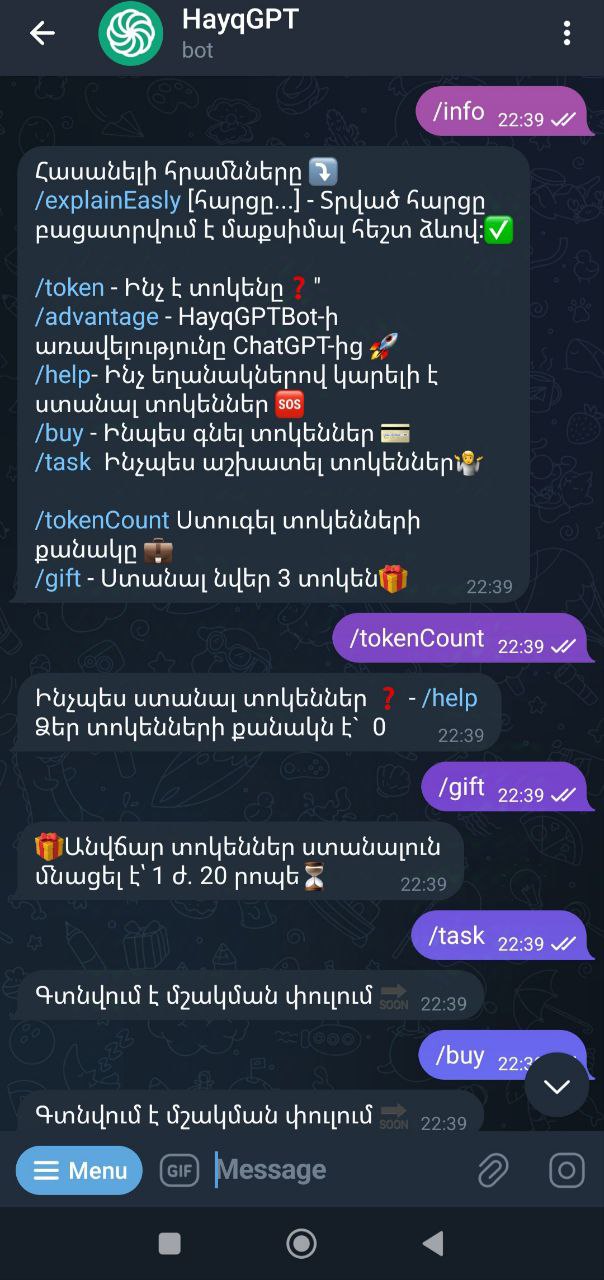 HayqGPT
bot
/info 22:39
Հասանելի հրամնները ⤵️
/explainEasly [հարցը...] - Տրված հարցը
բացատրվում է մաքսիմալ հեշտ ձևով:✅
/token - Ինչ է տոկենը❓"
/advantage - HayqGPTBot-ի
առավելությունը ChatGPT-ից 🚀
/help- Ինչ եղանակներով կարելի է
ստանալ տոկեններ 🆘
/buy - Ինպես գնել տոկեններ 💳
/task Ինչպես աշխատել տոկեններ🤷
/tokenCount Ստուգել տոկենների
քանակը 💼
/gift - Ստանալ նվեր 3 տոկեն🎁 22:39
/tokenCount 22:39
Ինչպես ստանալ տոկեններ ❓ - /help
Ձեր տոկենների քանակն է` 0 22:39
/gift 22:39
🎁Անվճար տոկեններ ստանալուն
մնացել է՝ 1 ժ. 20 րոպե⏳ 22:39
/task 22:39
Գտնվում է մշակման փուլում 🔜 22:39
/buy 22:3
Գտնվում է մշակման փուլում 🔜 22:39
Menu GIF Message